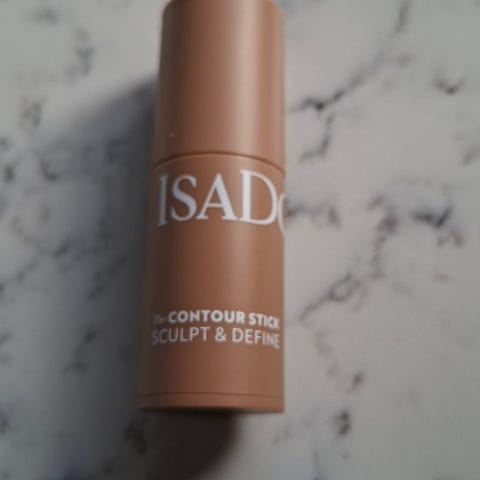 ISADO
The CONTOUR STICK
SCULPT & DEFINE